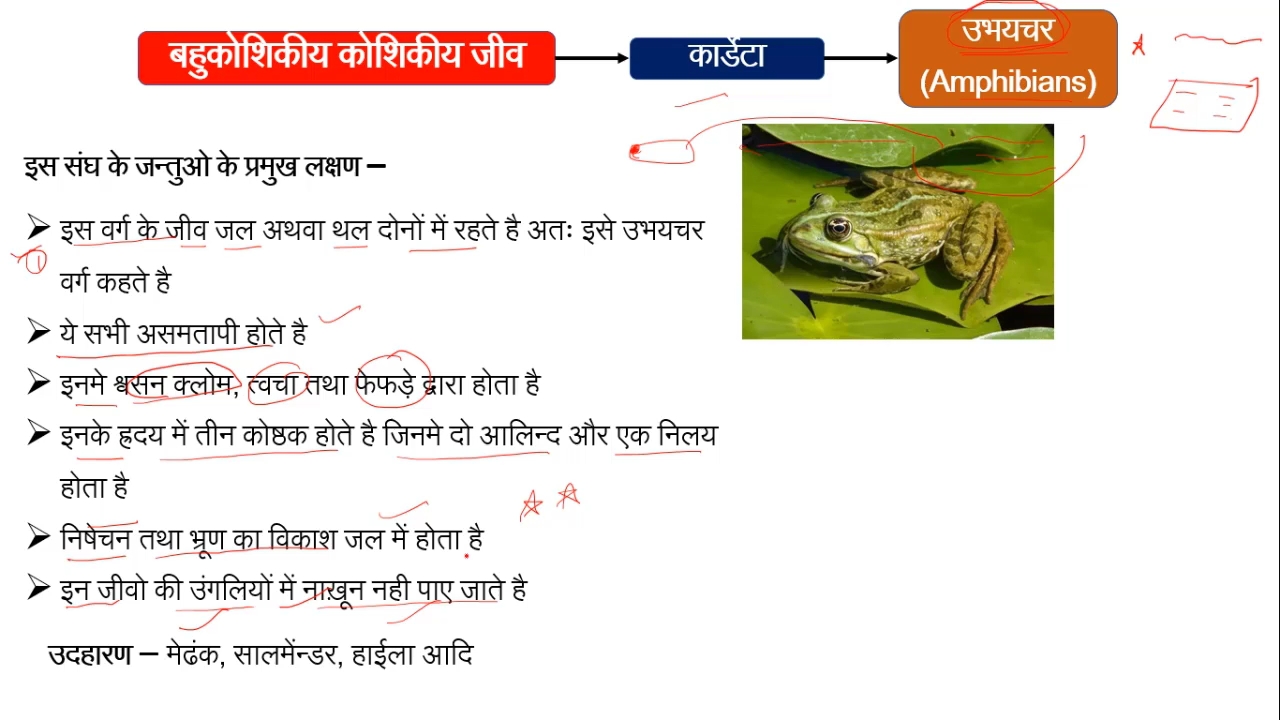 बहुकोशिकीय कोशिकीय जीव
कार्डेटा
उभयचर
(Amphibians)
इस संघ के जन्तुओ के प्रमुख लक्षण –
➢ इस वर्ग के जीव जल अथवा थल दोनों में रहते है अतः इसे उभयचर
वर्ग कहते है
➢ ये सभी असमतापी होते है
➢ इनमे श्वसन क्लोम, त्वचा तथा फेफड़े द्वारा होता है
➢ इनके ह्रदय में तीन कोष्ठक होते है जिनमे दो आलिन्द और एक निलय
होता है
➢ निषेचन तथा भ्रूण का विकाश जल में होता है
➢ इन जीवो की उंगलियों में नाख़ून नही पाए जाते है
उदहारण – मेढंक, सालमेंन्डर, हाईला आदि